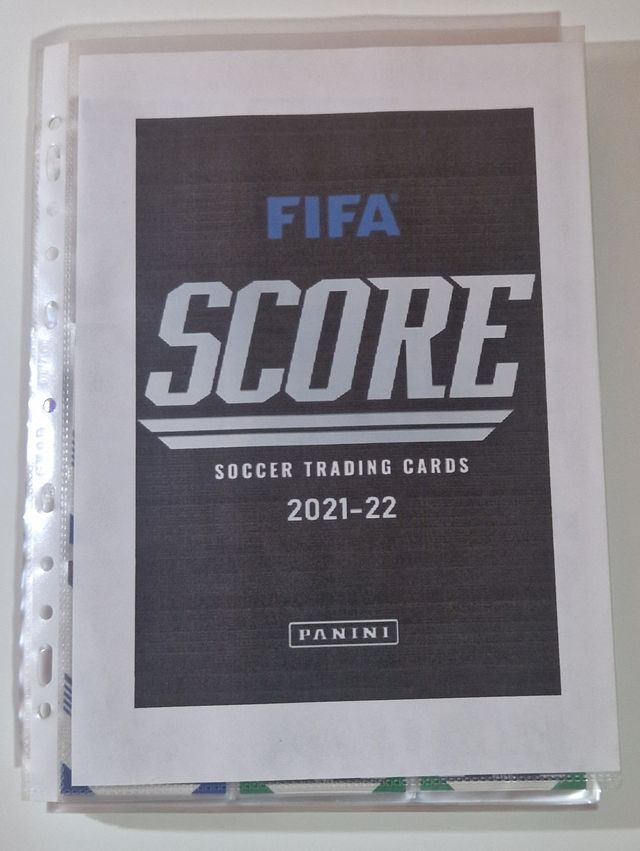 FIFA
SCORE
SOCCER TRADING CARDS
2021-22
PANINI